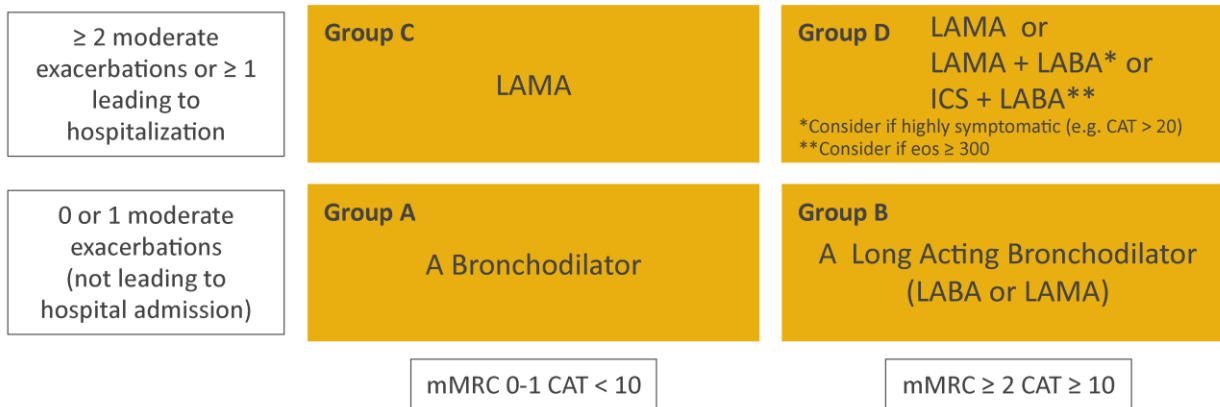 ≥ 2 moderate
exacerbations or ≥ 1
leading to
hospitalization
Group C
LAMA
Group D
LAMA or
LAMA + LABA* or
ICS + LABA**
*Consider if highly symptomatic (e.g. CAT > 20)
**Consider if eos ≥ 300
0 or 1 moderate
exacerbations
(not leading to
hospital admission)
Group A
A Bronchodilator
Group B
A Long Acting Bronchodilator
(LABA or LAMA)
mMRC 0-1 CAT < 10
mMRC ≥ 2 CAT ≥ 10